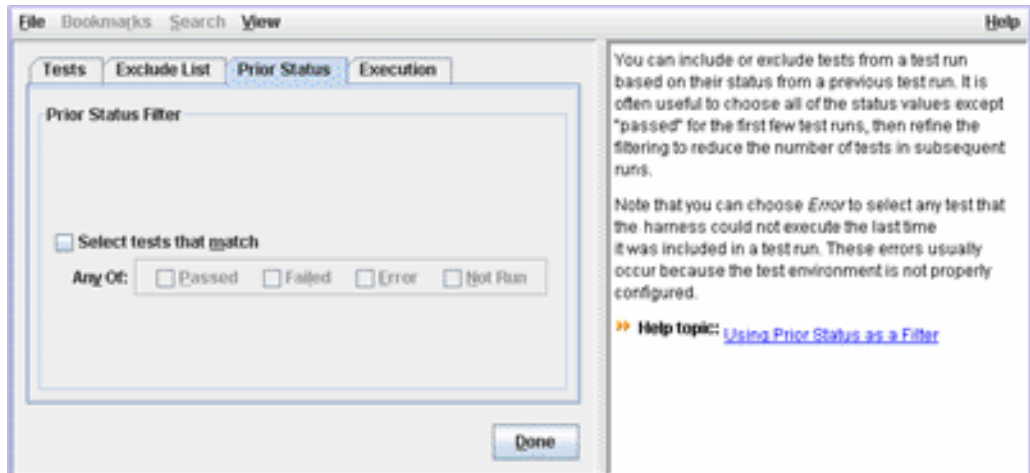 File Bookmarks Search View Help
Tests Exclude List Prior Status Execution
Prior Status Filter
Select tests that match
Any Of: Passed Failed Error Not Run
Done
You can include or exclude tests from a test run
based on their status from a previous test run. It is
often useful to choose all of the status values except
"passed" for the first few test runs, then refine the
filtering to reduce the number of tests in subsequent
runs.
Note that you can choose Error to select any test that
the harness could not execute the last time
it was included in a test run. These errors usually
occur because the test environment is not properly
configured.
Help topic: Using Prior Status as a Filter